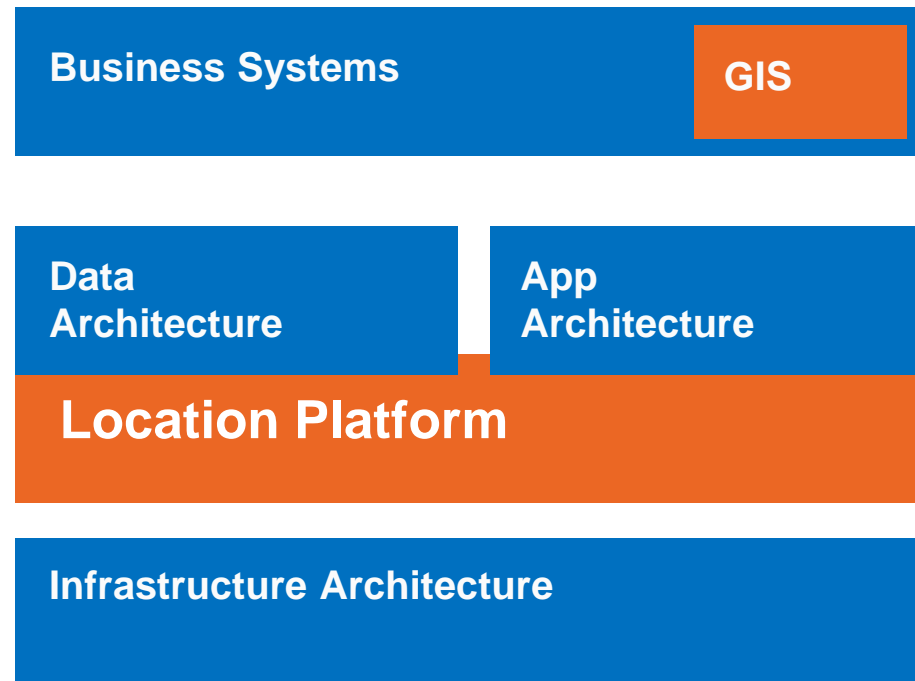 Business Systems
GIS
Data
Architecture
App
Architecture
Location Platform
Infrastructure Architecture